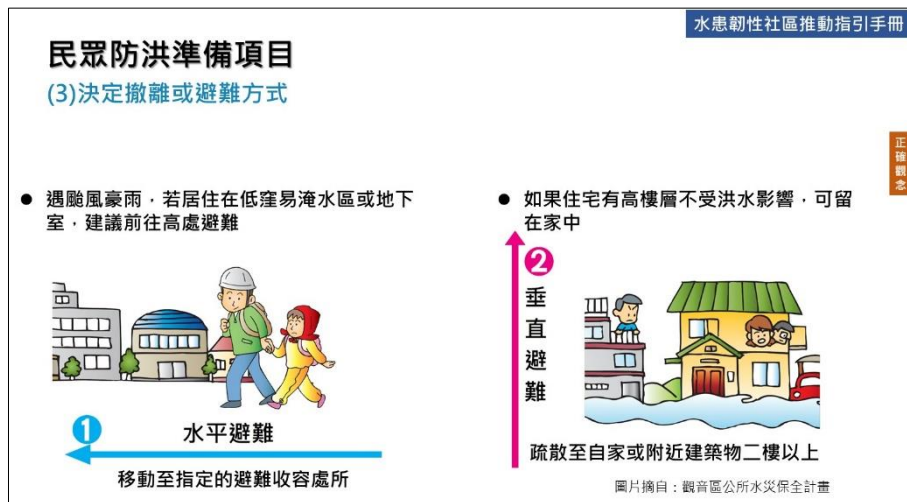 水患韌性社區推動指引手冊
民眾防洪準備項目
(3)決定撤離或避難方式
正確觀念
● 遇颱風豪雨，若居住在低窪易淹水區或地下
室，建議前往高處避難
1
水平避難
移動至指定的避難收容處所
● 如果住宅有高樓層不受洪水影響，可留
在家中
2
垂直避難
疏散至自家或附近建築物二樓以上
圖片摘自：觀音區公所水災保全計畫